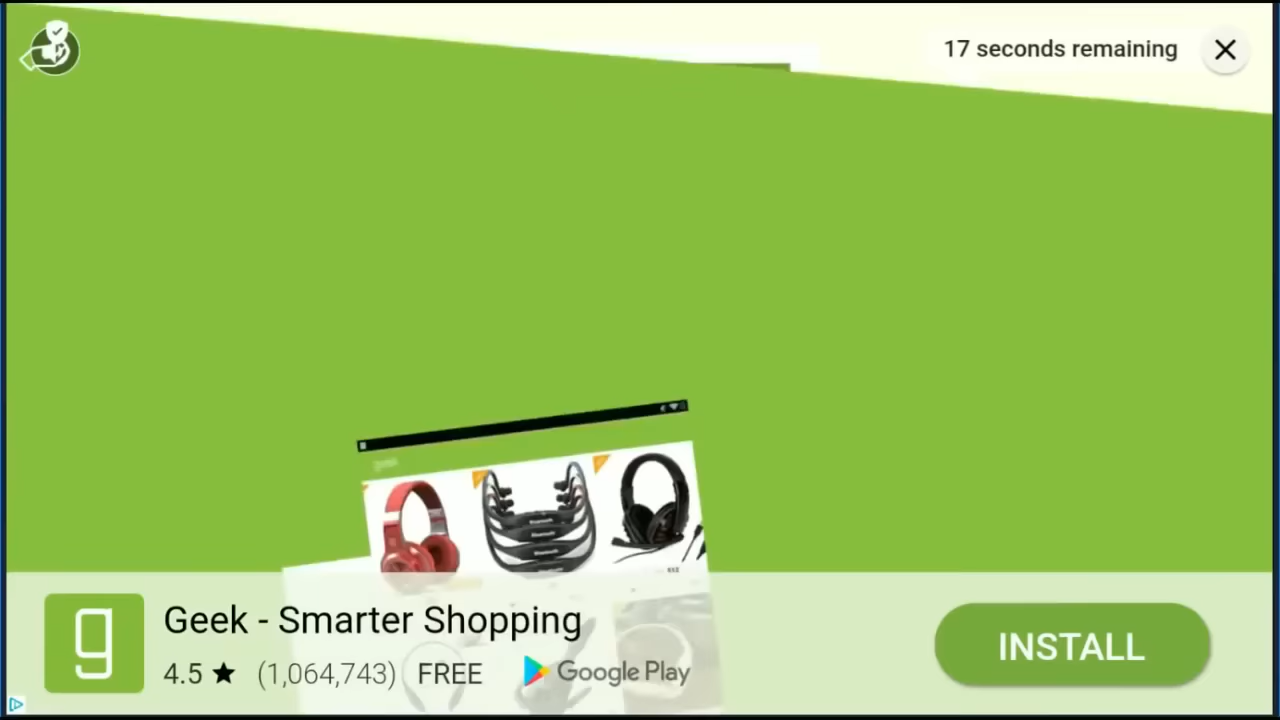 17 seconds remaining
Geek - Smarter Shopping
4.5 ★ (1,064,743) FREE Google Play
INSTALL
g